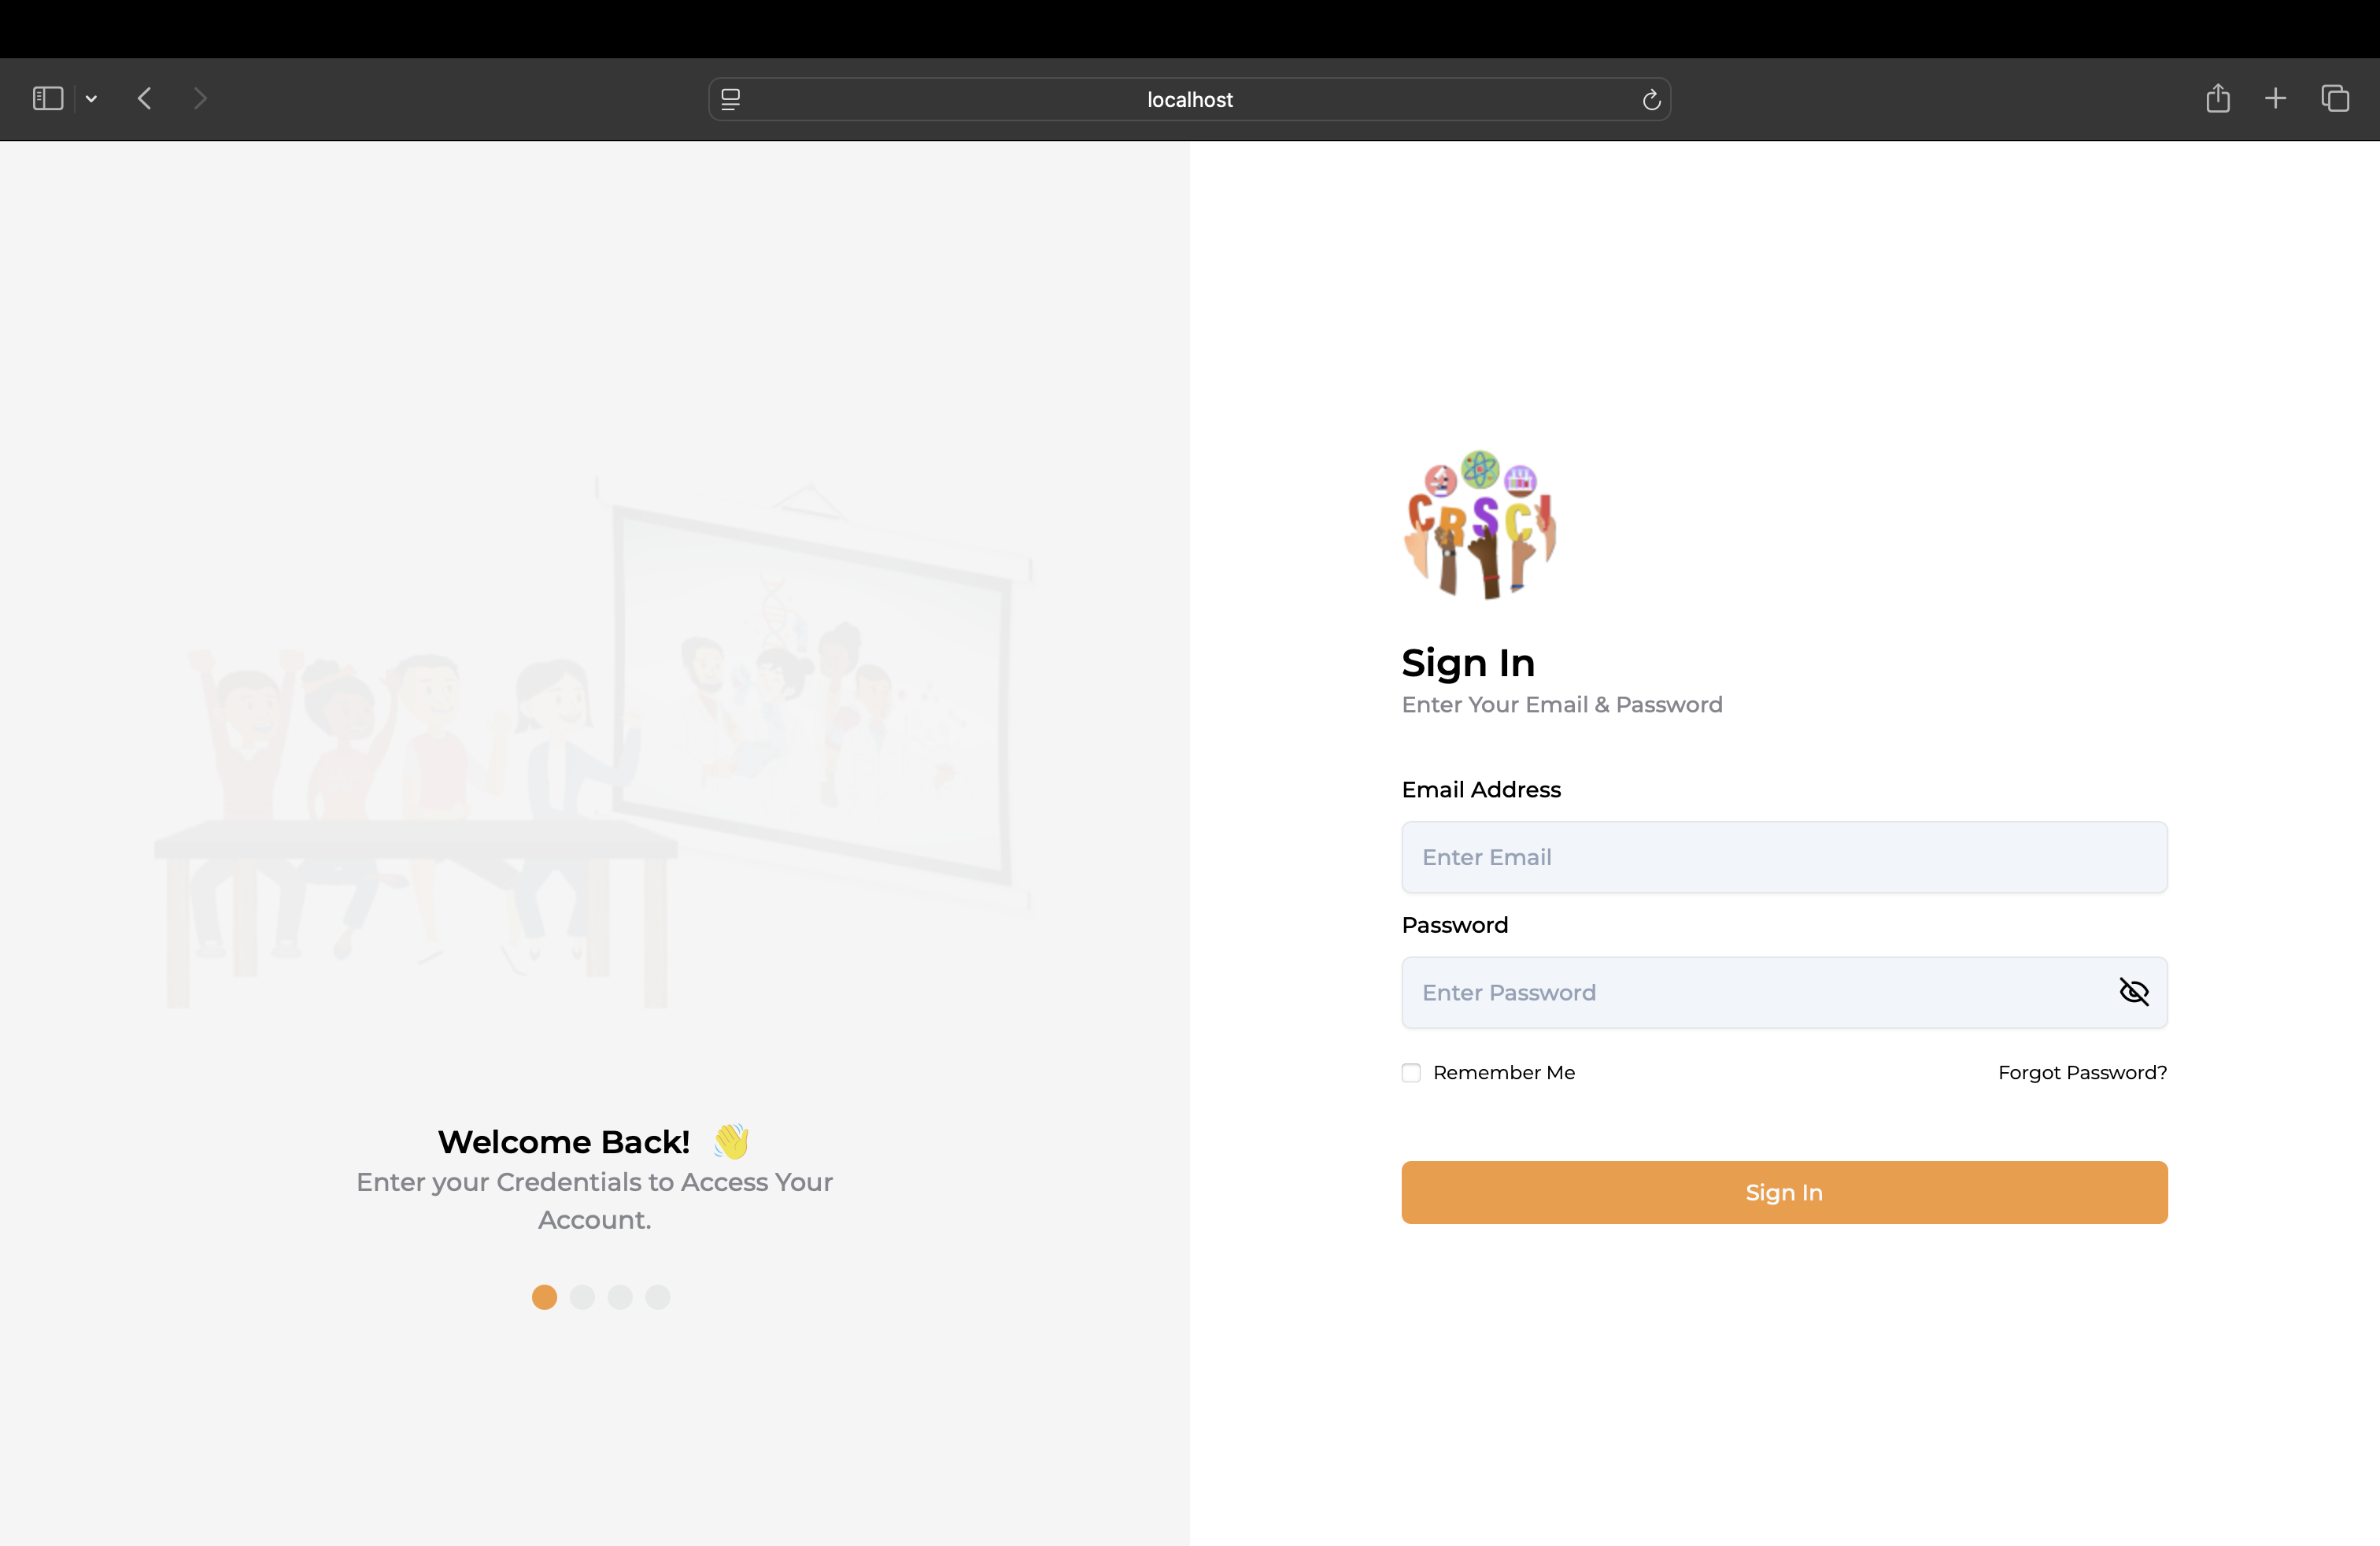 localhost
Welcome Back! 👋
Enter your Credentials to Access Your
Account.
CRSCI
Sign In
Enter Your Email & Password
Email Address
Enter Email
Password
Enter Password
Remember Me
Forgot Password?
Sign In